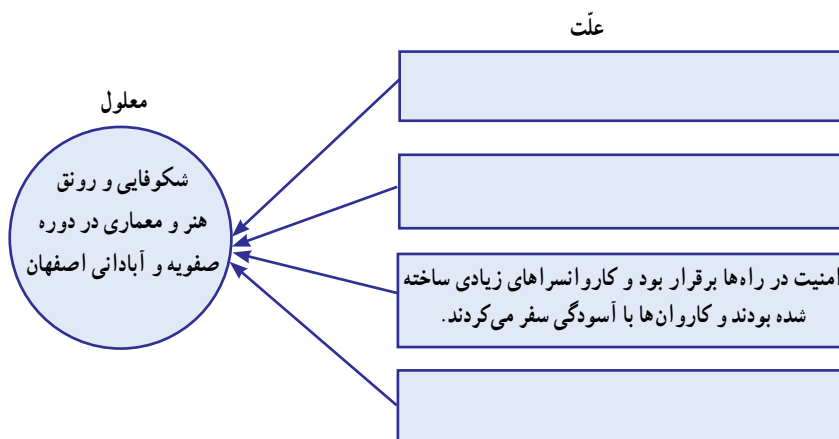 علّت
معلول
شکوفایی و رونق
هنر و معماری در دوره
صفویه و آبادانی اصفهان
امنیت در راه‌ها برقرار بود و کاروانسراهای زیادی ساخته
شده بودند و کاروان‌ها با آسودگی سفر می‌کردند.